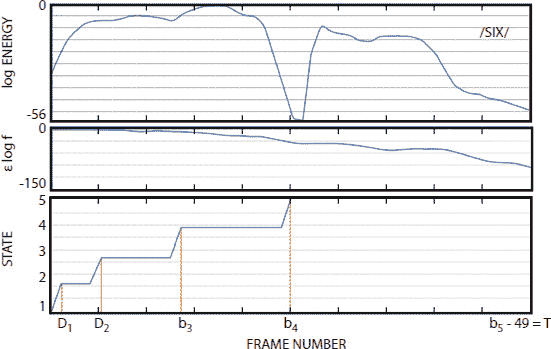 0
log ENERGY
/SIX/
-56
0
ε log f
-150
5
4
STATE
3
2
1
D1 D2 b3 b4 b5 - 49 = T
FRAME NUMBER